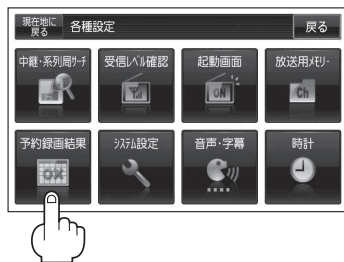 現在地に
戻る
各種設定
戻る
中継・系列局ｻｰﾁ
受信ﾚﾍﾞﾙ確認
起動画面
放送用ﾒﾓﾘｰ
ON
Ch
予約録画結果
ｼｽﾃﾑ設定
音声・字幕
時計
OK